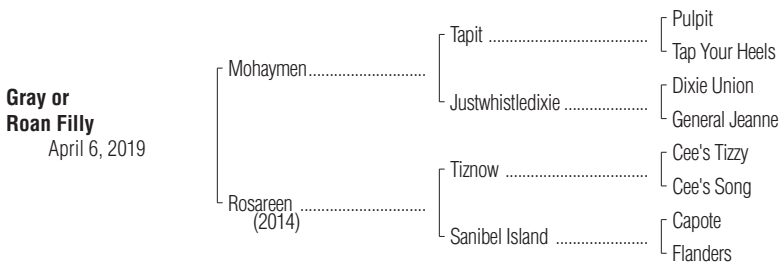 Gray or
Roan Filly
April 6, 2019
Mohaymen
Rosareen
(2014)
Tapit
Justwhistledixie
Tiznow
Sanibel Island
Pulpit
Tap Your Heels
Dixie Union
General Jeanne
Cee's Tizzy
Cee's Song
Capote
Flanders